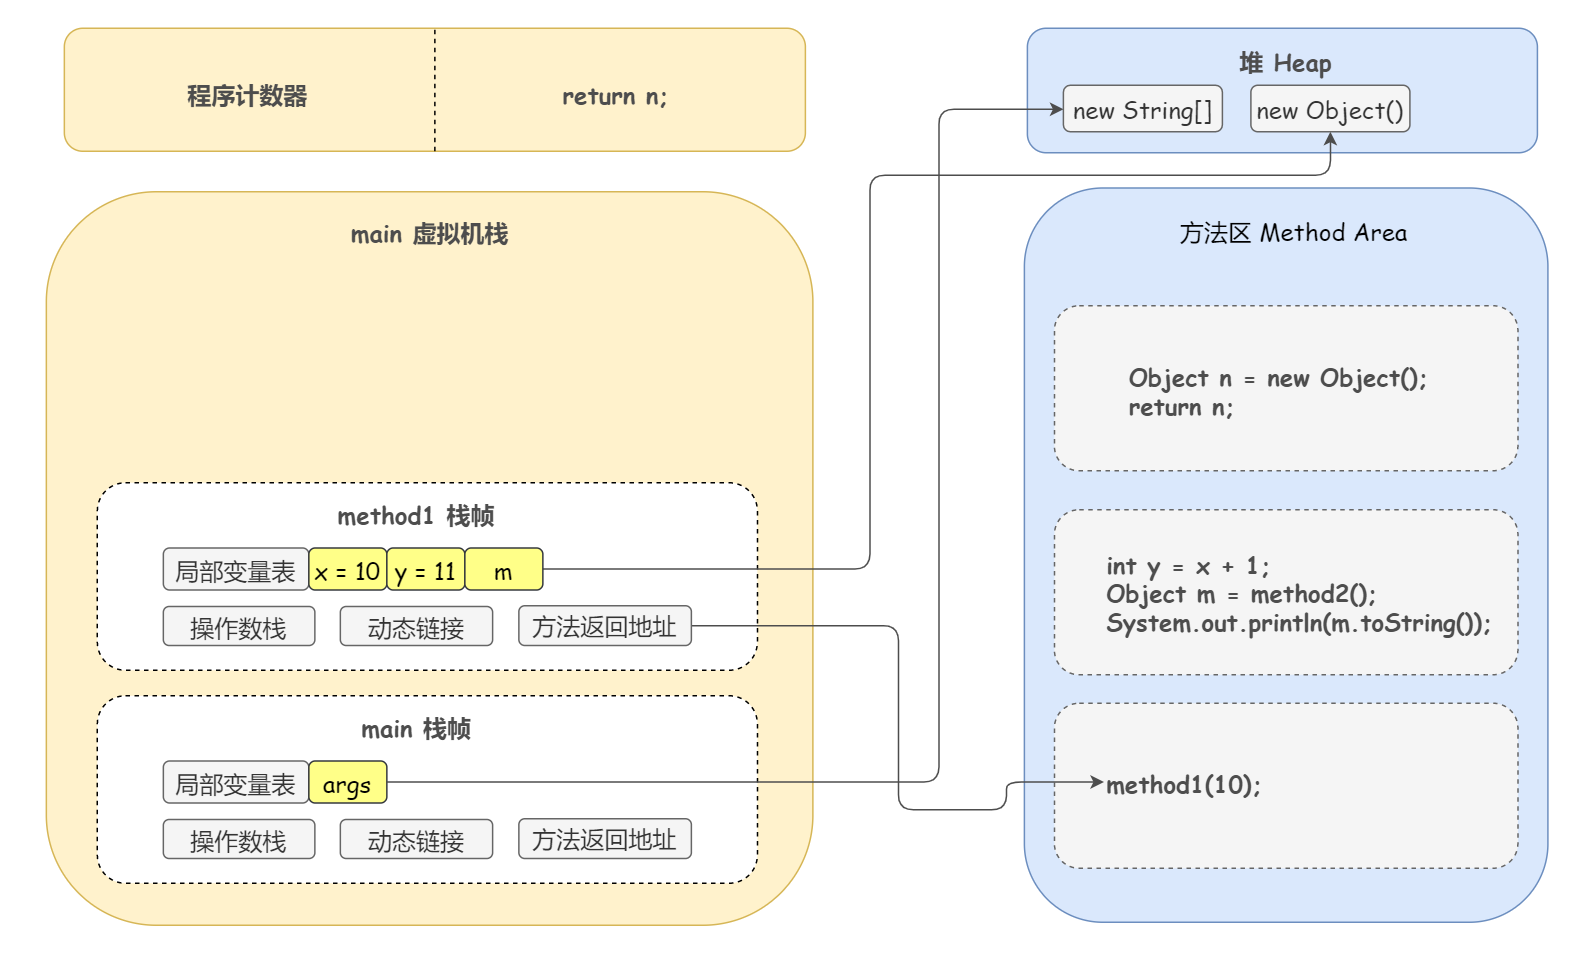 程序计数器
return n;
堆 Heap
new String[]
new Object()
main 虚拟机栈
方法区 Method Area
Object n = new Object();
return n;
method1 栈帧
局部变量表
x = 10
y = 11
m
操作数栈
动态链接
方法返回地址
int y = x + 1;
Object m = method2();
System.out.println(m.toString());
main 栈帧
局部变量表
args
操作数栈
动态链接
方法返回地址
method1(10);